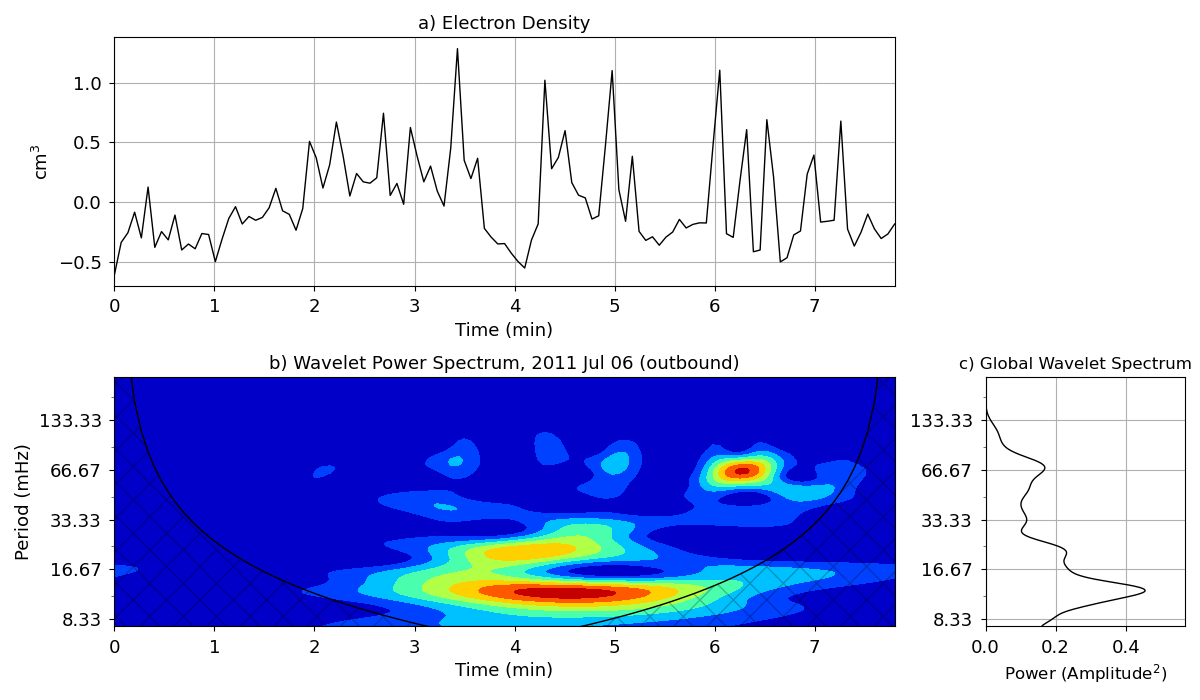 a) Electron Density
1.0
0.5
0.0
−0.5
cm³
0 1 2 3 4 5 6 7
Time (min)
b) Wavelet Power Spectrum, 2011 Jul 06 (outbound)
133.33
66.67
33.33
16.67
8.33
Period (mHz)
0 1 2 3 4 5 6 7
Time (min)
c) Global Wavelet Spectrum
133.33
66.67
33.33
16.67
8.33
0.0 0.2 0.4
Power (Amplitude²)